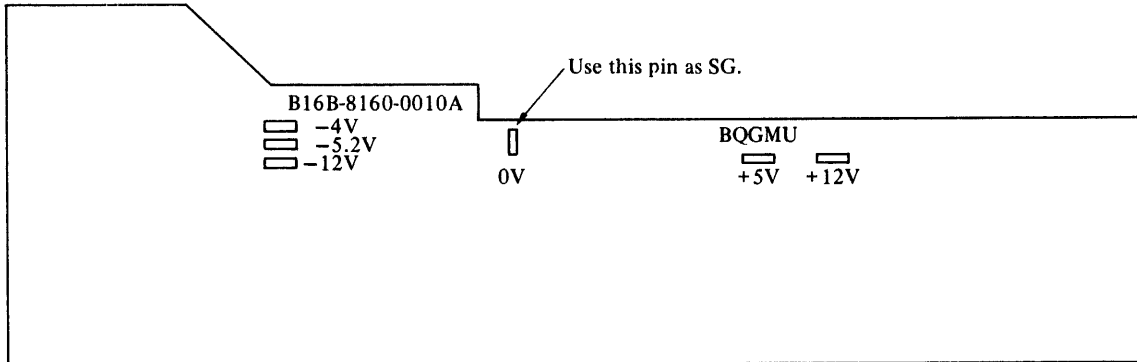 Use this pin as SG.
B16B-8160-0010A
−4V
−5.2V
−12V
0V
BQGMU
+5V +12V